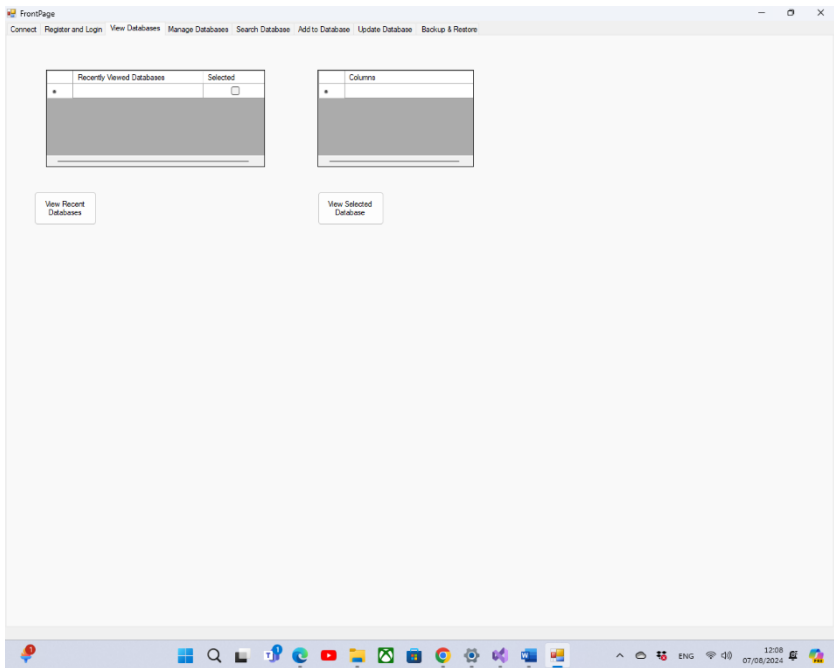 FrontPage
Connect Register and Login View Databases Manage Databases Search Database Add to Database Update Database Backup & Restore
Recently Viewed Databases Selected
Columns
View Recent
Databases
View Selected
Database
ENG
12:08
07/08/2024